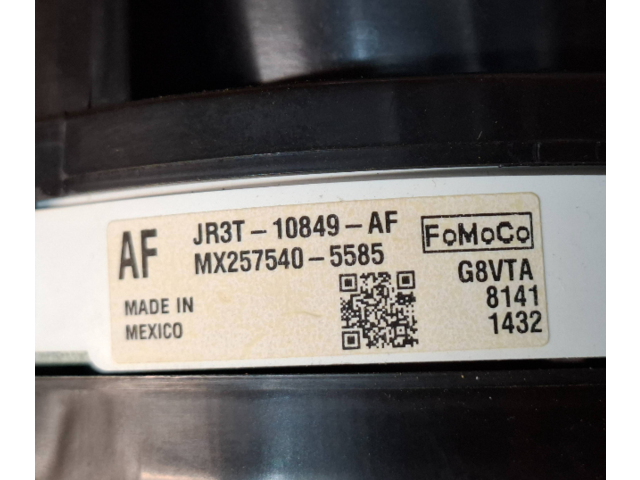 AF
JR3T-10849-AF
MX257540-5585
FoMoCo
G8VTA
8141
1432
MADE IN
MEXICO